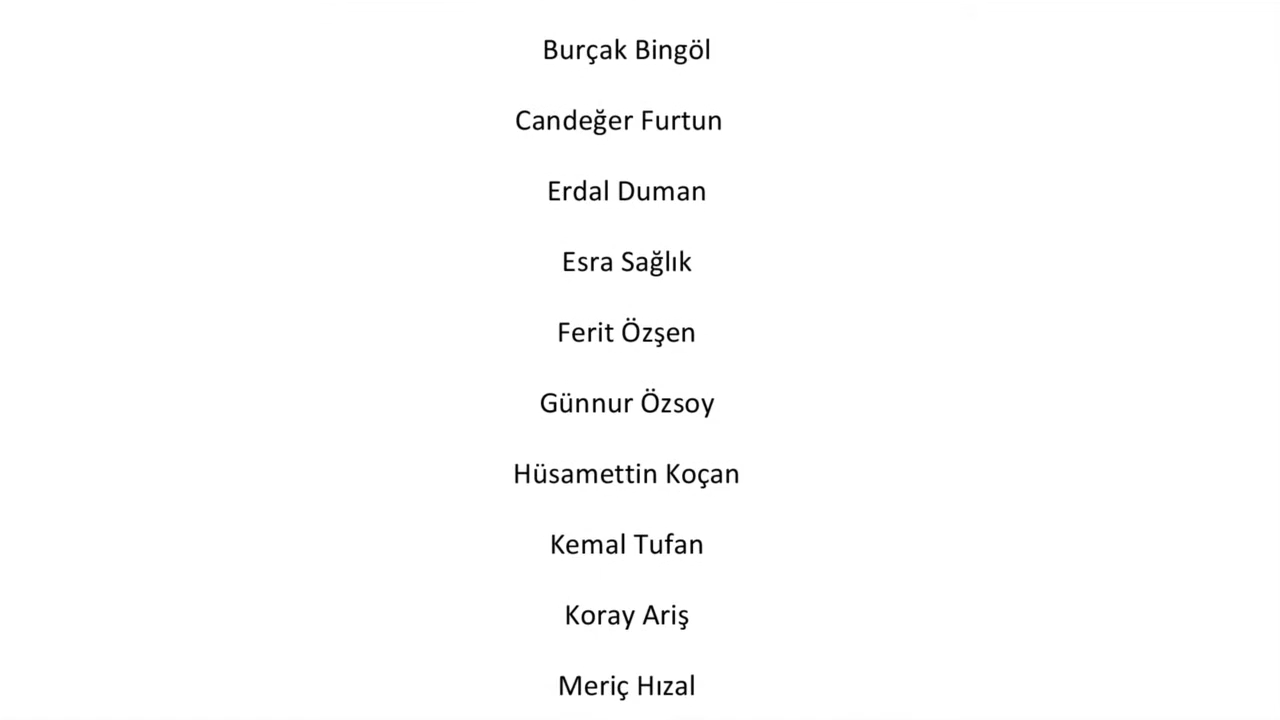 Burçak Bingöl
Candeğer Furtun
Erdal Duman
Esra Sağlık
Ferit Özşen
Günnur Özsoy
Hüsamettin Koçan
Kemal Tufan
Koray Ariş
Meriç Hızal